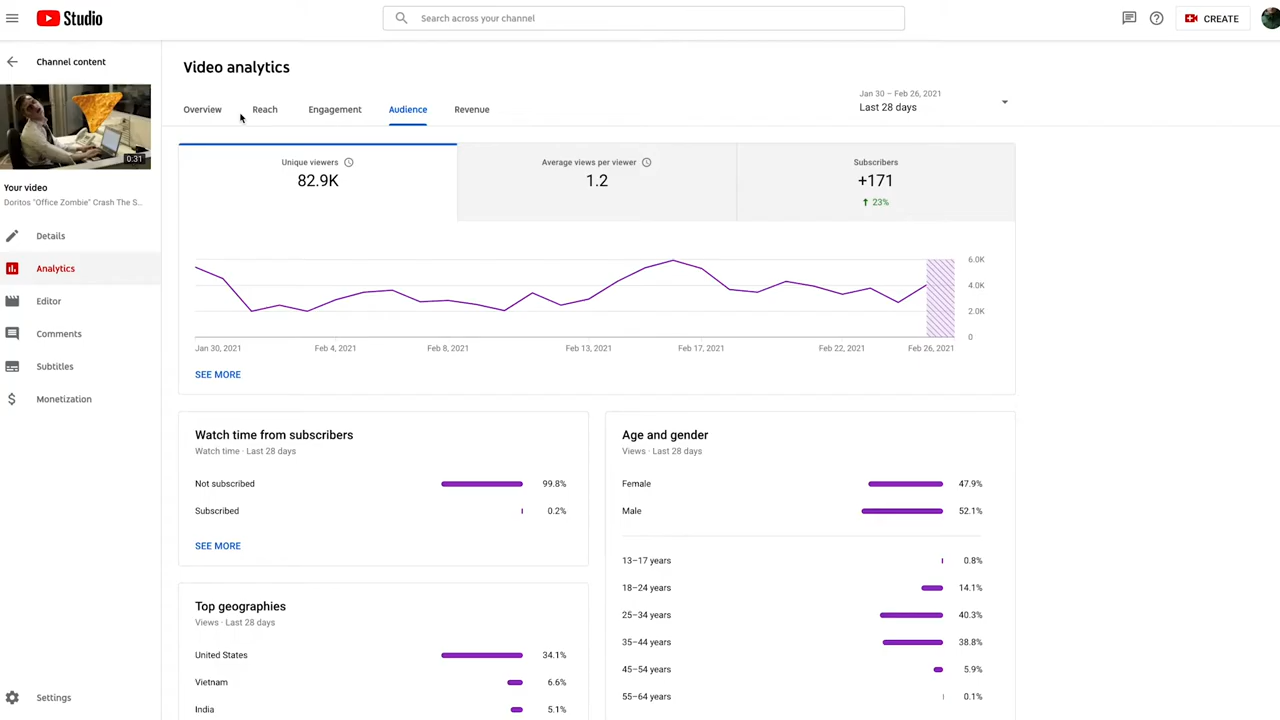 Studio
Search across your channel
CREATE
Channel content
0:31
Your video
Doritos "Office Zombie" Crash The S...
Details
Analytics
Editor
Comments
Subtitles
Monetization
Settings
Video analytics
Overview Reach Engagement Audience Revenue
Jan 30 – Feb 26, 2021
Last 28 days
Unique viewers
82.9K
Average views per viewer
1.2
Subscribers
+171
23%
6.0K
4.0K
2.0K
0
Jan 30, 2021 Feb 4, 2021 Feb 8, 2021 Feb 13, 2021 Feb 17, 2021 Feb 22, 2021 Feb 26, 2021
SEE MORE
Watch time from subscribers
Watch time · Last 28 days
Not subscribed 99.8%
Subscribed 0.2%
SEE MORE
Top geographies
Views · Last 28 days
United States 34.1%
Vietnam 6.6%
India 5.1%
Age and gender
Views · Last 28 days
Female 47.9%
Male 52.1%
13–17 years 0.8%
18–24 years 14.1%
25–34 years 40.3%
35–44 years 38.8%
45–54 years 5.9%
55–64 years 0.1%